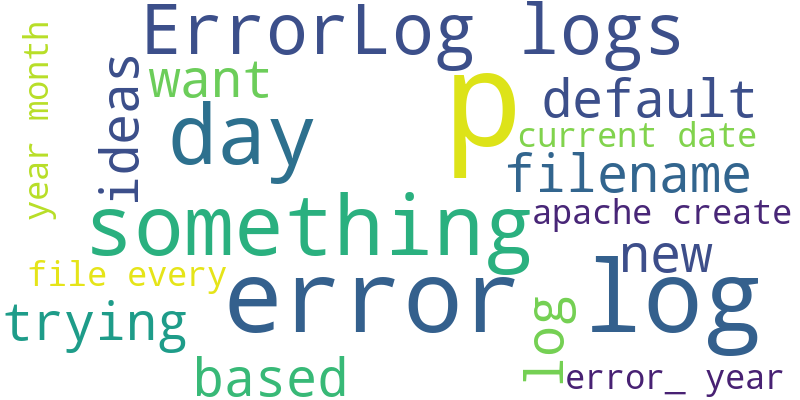 ErrorLog logs
year month
ideas
want
p
default
day
current date
filename
something
apache create
new
file every
error log
trying
log
based
error_ year